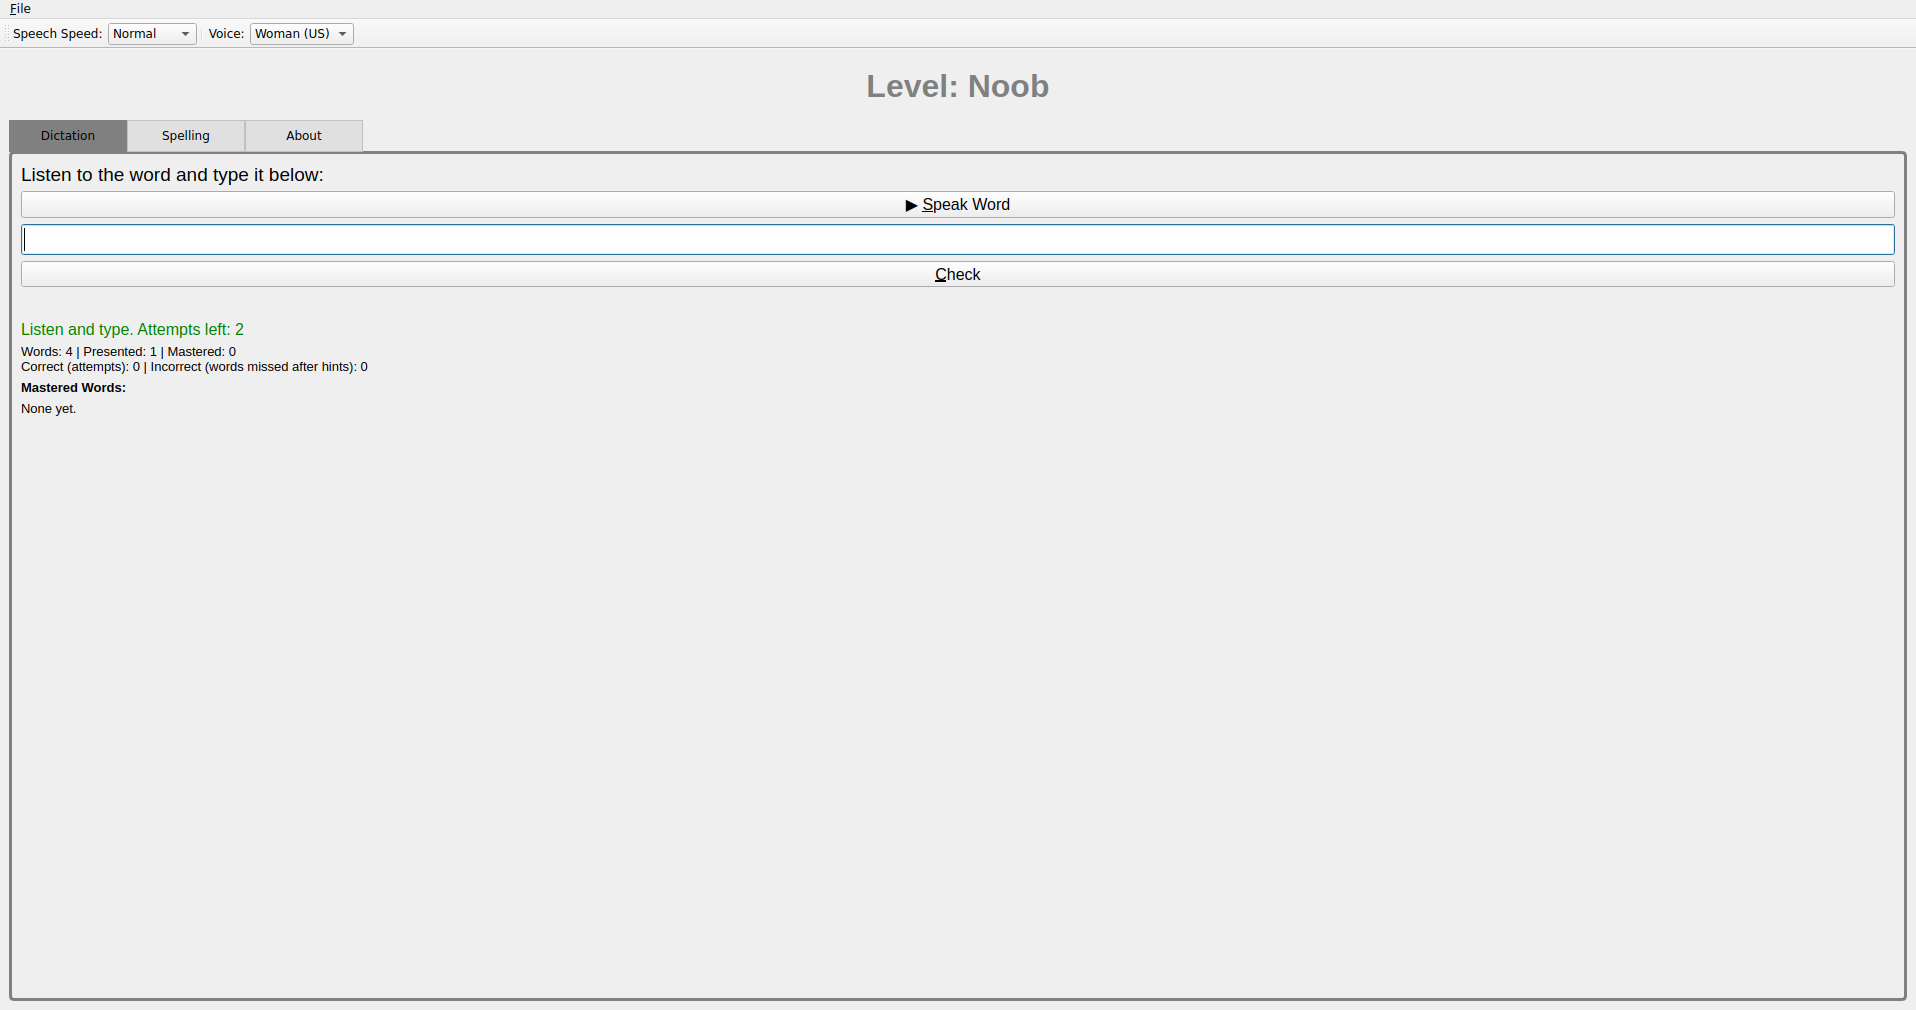 File
Speech Speed: Normal Voice: Woman (US)
Level: Noob
Dictation Spelling About
Listen to the word and type it below:
▶ Speak Word
Check
Listen and type. Attempts left: 2
Words: 4 | Presented: 1 | Mastered: 0
Correct (attempts): 0 | Incorrect (words missed after hints): 0
Mastered Words:
None yet.